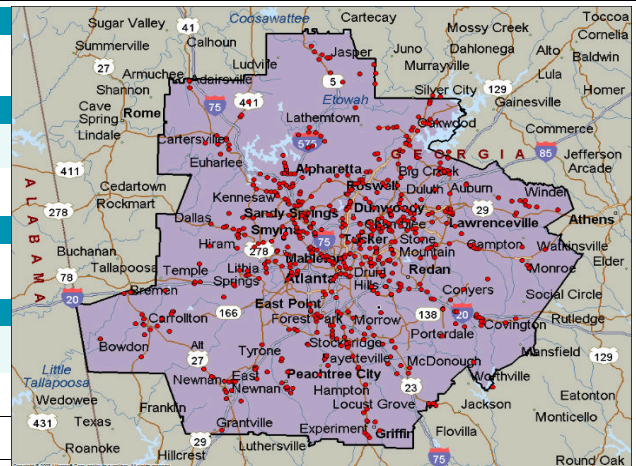 Sugar Valley
Coosawattee
Cartecay
Toccoa
41
Mossy Creek
Cornelia
Summerville
Calhoun
Jasper
Juno
Dahlonega
Alto
Baldwin
27
Ludville
Murrayville
Lula
Armuchee
Adairsville
5
Silver City
129
Homer
Shannon
75
411
Etowah
Gainesville
Cave
Spring
Rome
Lathemtown
Oakwood
Commerce
Lindale
Cartersville
575
GEORGIA
85
Jefferson
Euharlee
Arcade
411
Alpharetta
Big Creek
Cedartown
Roswell
Duluth
Auburn
Winder
Rockmart
Kennesaw
Dunwoody
278
Sandy Springs
29
Athens
Dallas
Lawrenceville
Smyrna
Tucker
Stone
Mountain
Hiram
75
Campton
Watkinsville
Buchanan
278
Mableton
Elder
ALABAMA
Tallapoosa
Temple
Lithia
Springs
Druid
Hills
Redan
Monroe
78
Atlanta
20
Bremen
Conyers
Social Circle
East Point
166
138
20
Carrollton
Forest Park
Morrow
Covington
Rutledge
Porterdale
Bowdon
Alt
27
Stockbridge
Mansfield
Tyrone
Fayetteville
McDonough
129
Little
Tallapoosa
Peachtree City
Newnan
East
Newnan
23
Worthville
Wedowee
Hampton
Eatonton
Franklin
Locust Grove
Jackson
431
Texas
Grantville
Experiment
Griffin
Monticello
Flovilla
29
Roanoke
Hillcrest
Luthersville
75
Round Oak